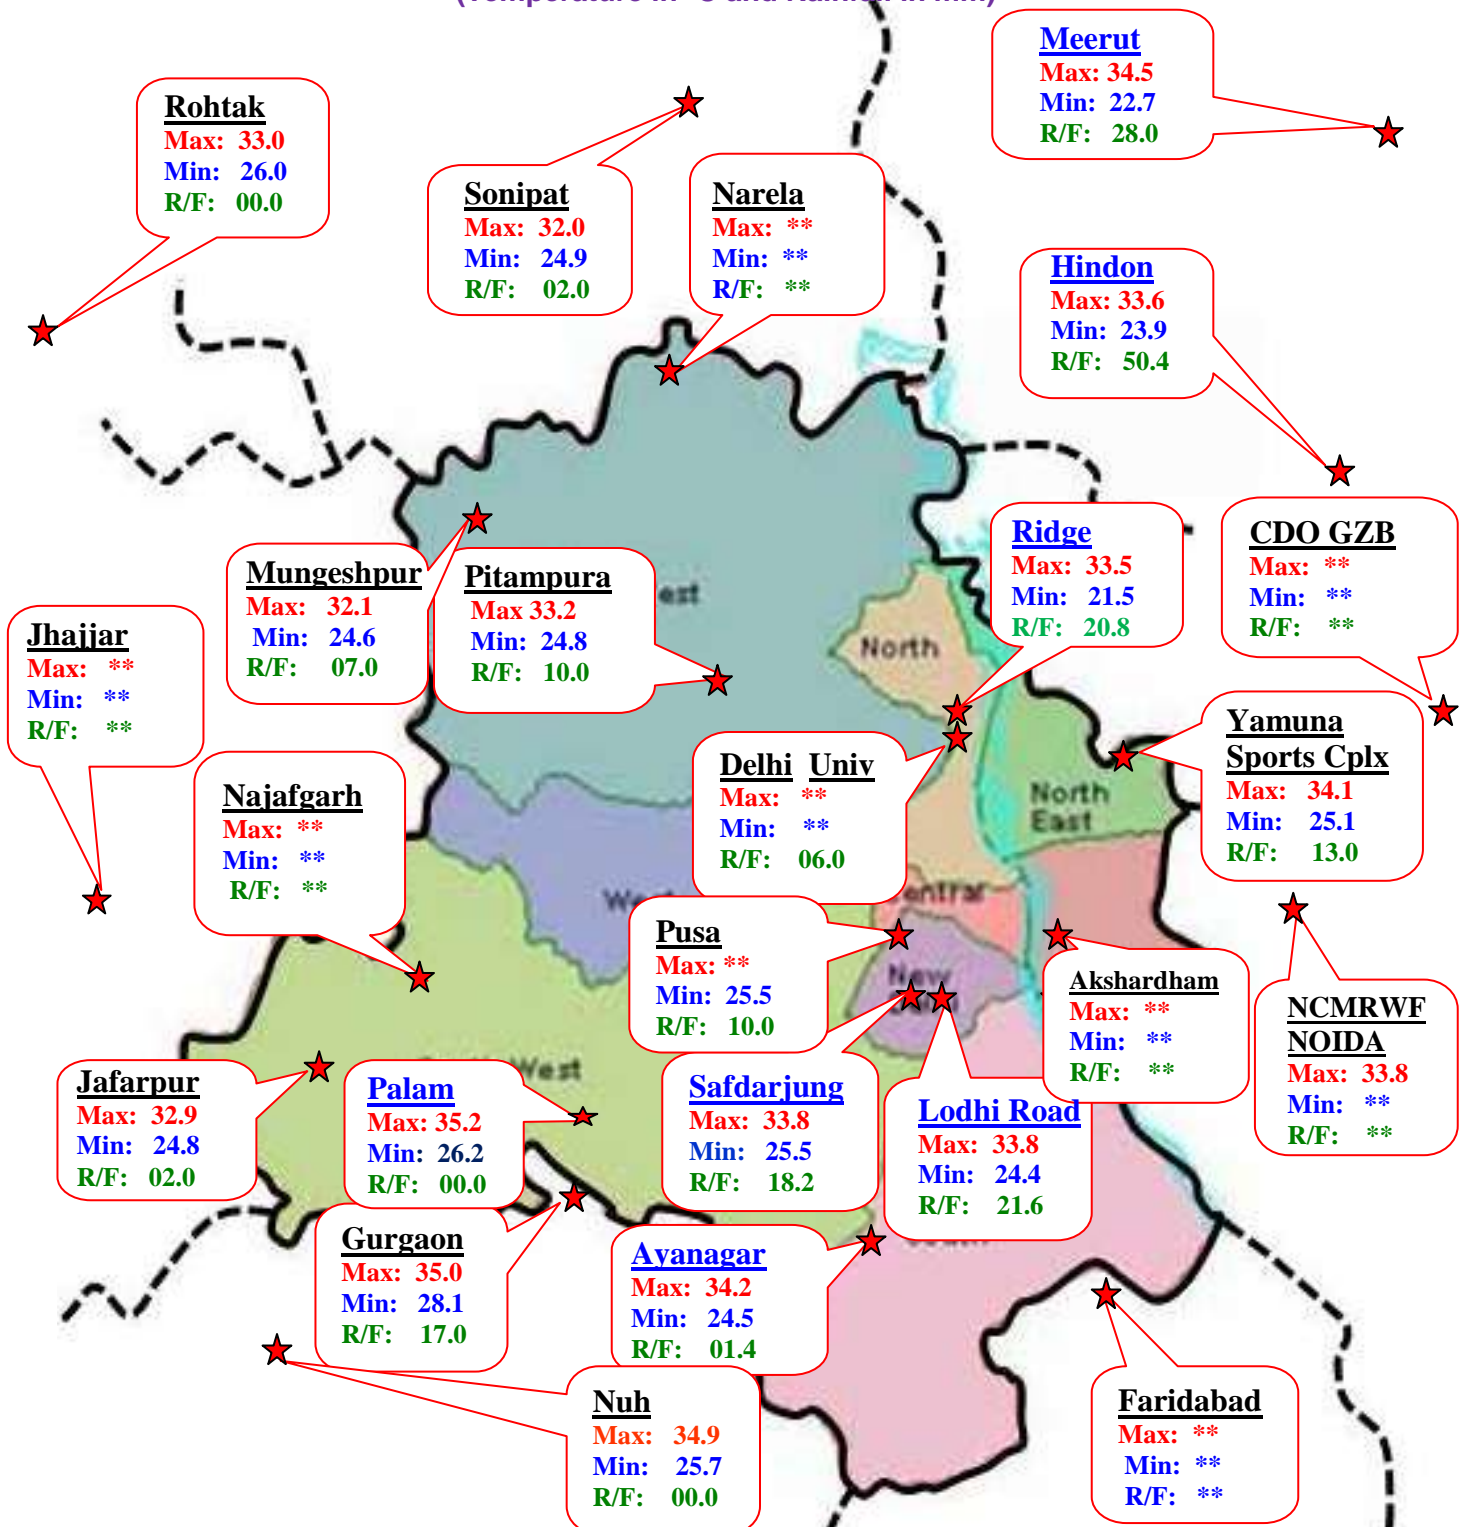 Meerut
Max: 34.5
Min: 22.7
R/F: 28.0
Rohtak
Max: 33.0
Min: 26.0
R/F: 00.0
Sonipat
Max: 32.0
Min: 24.9
R/F: 02.0
Narela
Max: **
Min: **
R/F: **
Hindon
Max: 33.6
Min: 23.9
R/F: 50.4
Mungeshpur
Max: 32.1
Min: 24.6
R/F: 07.0
Pitampura
Max 33.2
Min: 24.8
R/F: 10.0
est
Ridge
Max: 33.5
Min: 21.5
R/F: 20.8
CDO GZB
Max: **
Min: **
R/F: **
Jhajjar
Max: **
Min: **
R/F: **
North
Yamuna
Sports Cplx
Max: 34.1
Min: 25.1
R/F: 13.0
Najafgarh
Max: **
Min: **
R/F: **
Delhi Univ
Max: **
Min: **
R/F: 06.0
North
East
entral
Pusa
Max: **
Min: 25.5
R/F: 10.0
New
Akshardham
Max: **
Min: **
R/F: **
NCMRWF
NOIDA
Max: 33.8
Min: **
R/F: **
Jafarpur
Max: 32.9
Min: 24.8
R/F: 02.0
West
Palam
Max: 35.2
Min: 26.2
R/F: 00.0
Safdarjung
Max: 33.8
Min: 25.5
R/F: 18.2
Lodhi Road
Max: 33.8
Min: 24.4
R/F: 21.6
Gurgaon
Max: 35.0
Min: 28.1
R/F: 17.0
Ayanagar
Max: 34.2
Min: 24.5
R/F: 01.4
Nuh
Max: 34.9
Min: 25.7
R/F: 00.0
Faridabad
Max: **
Min: **
R/F: **